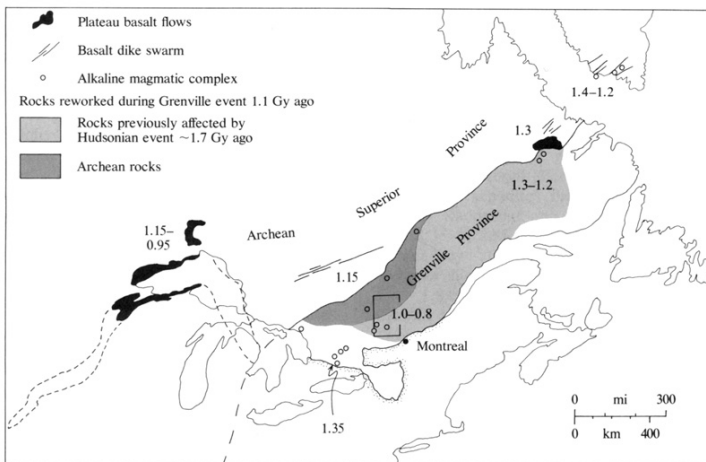 Plateau basalt flows
Basalt dike swarm
Alkaline magmatic complex
Rocks reworked during Grenville event 1.1 Gy ago
Rocks previously affected by
Hudsonian event ~1.7 Gy ago
Archean rocks
1.4–1.2
1.3
1.3–1.2
Archean Superior Province
Grenville Province
1.15–
0.95
1.15
1.0–0.8
Montreal
1.35
0 mi 300
0 km 400